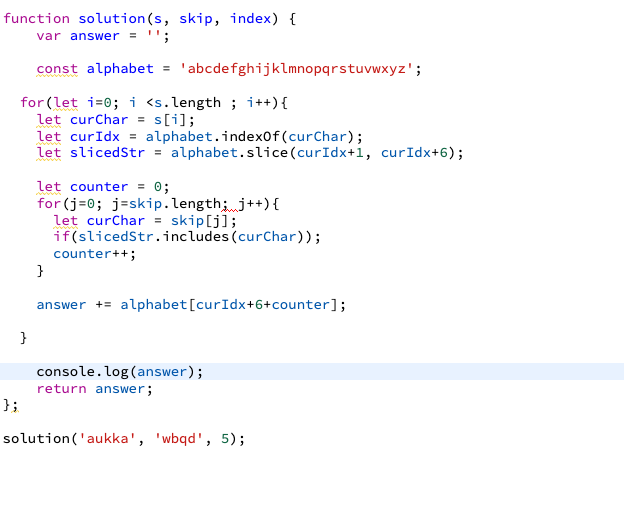 function solution(s, skip, index) {
    var answer = '';
    const alphabet = 'abcdefghijklmnopqrstuvwxyz';
  for(let i=0; i <s.length ; i++){
    let curChar = s[i];
    let curIdx = alphabet.indexOf(curChar);
    let slicedStr = alphabet.slice(curIdx+1, curIdx+6);
    let counter = 0;
    for(j=0; j=skip.length; j++){
      let curChar = skip[j];
      if(slicedStr.includes(curChar));
      counter++;
    }
    answer += alphabet[curIdx+6+counter];
  }
    console.log(answer);
    return answer;
};
solution('aukka', 'wbqd', 5);